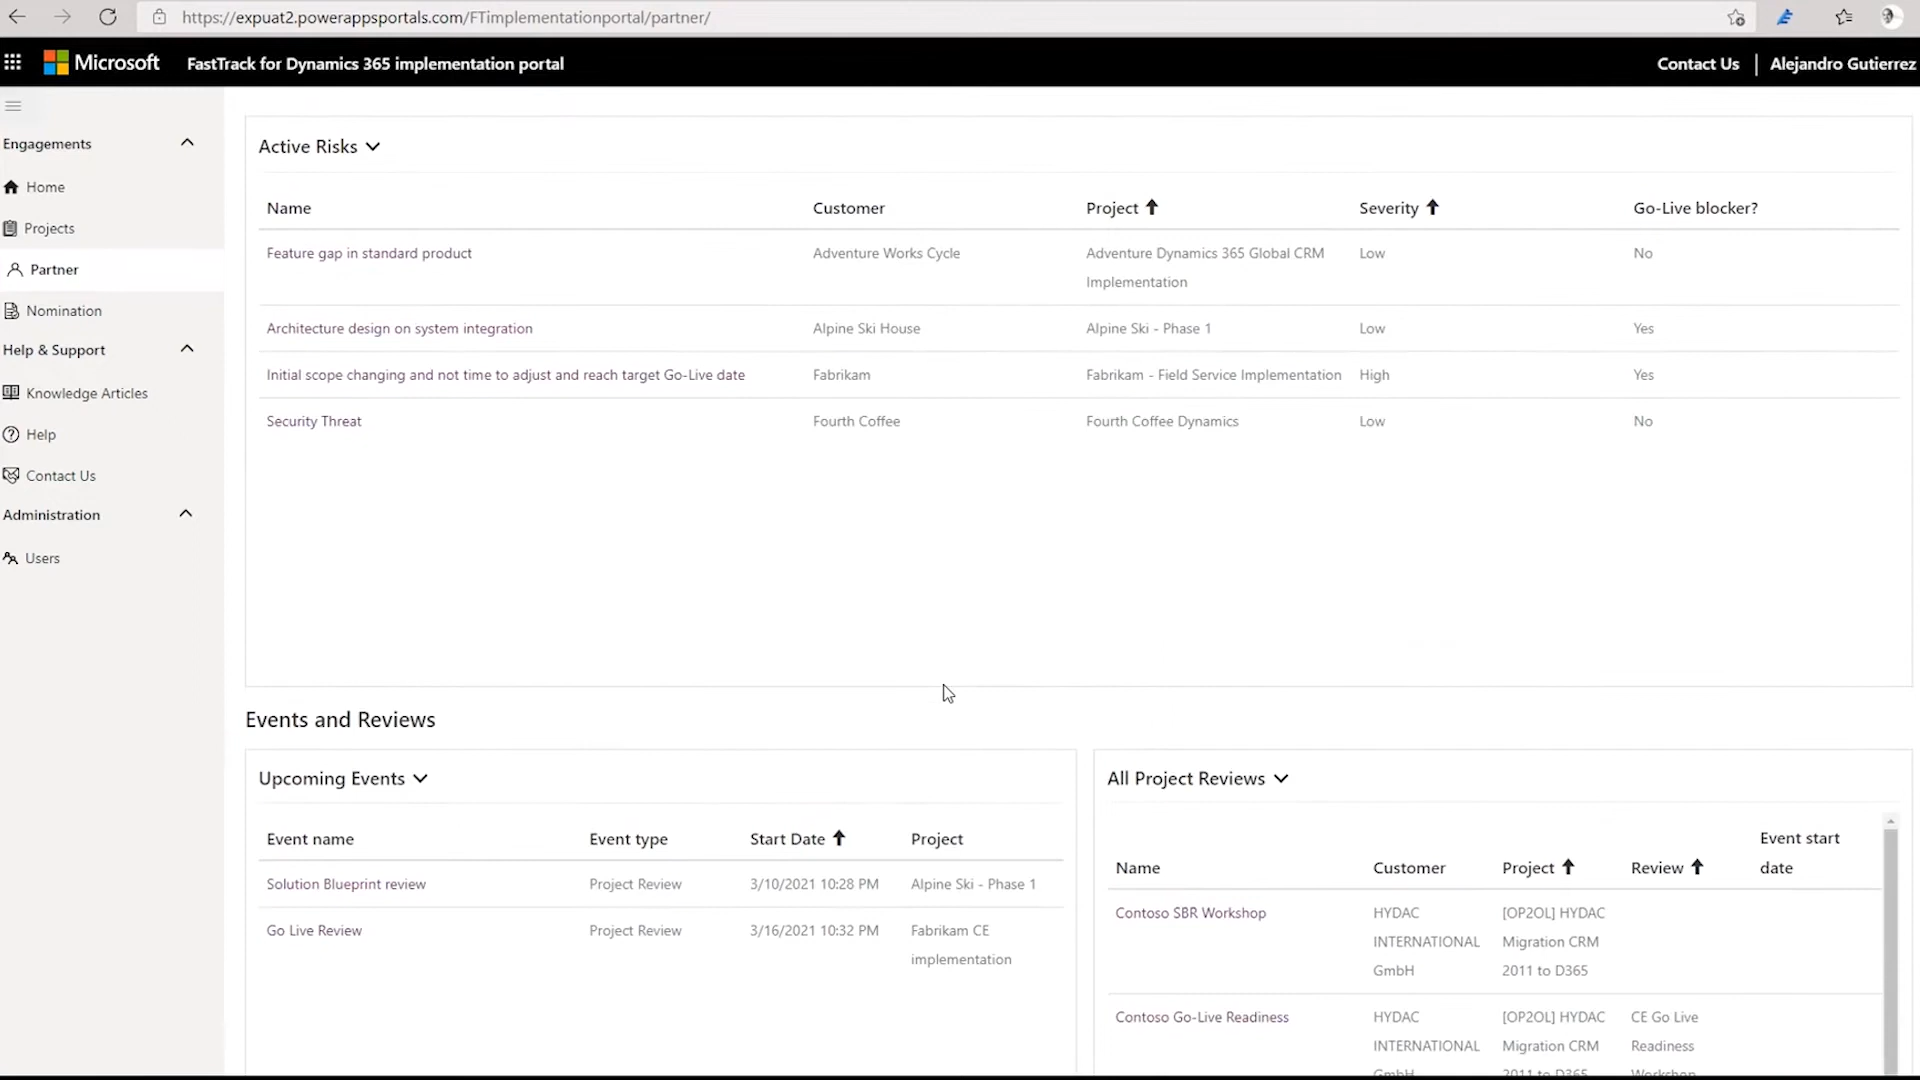 https://expuat2.powerappsportals.com/FTimplementationportal/partner/
Microsoft FastTrack for Dynamics 365 implementation portal Contact Us | Alejandro Gutierrez
Engagements
Home
Projects
Partner
Nomination
Help & Support
Knowledge Articles
Help
Contact Us
Administration
Users
Active Risks
Name Customer Project Severity Go-Live blocker?
Feature gap in standard product Adventure Works Cycle Adventure Dynamics 365 Global CRM Low No
Implementation
Architecture design on system integration Alpine Ski House Alpine Ski - Phase 1 Low Yes
Initial scope changing and not time to adjust and reach target Go-Live date Fabrikam Fabrikam - Field Service Implementation High Yes
Security Threat Fourth Coffee Fourth Coffee Dynamics Low No
Events and Reviews
Upcoming Events
Event name Event type Start Date Project
Solution Blueprint review Project Review 3/10/2021 10:28 PM Alpine Ski - Phase 1
Go Live Review Project Review 3/16/2021 10:32 PM Fabrikam CE
implementation
All Project Reviews
Event start
Name Customer Project Review date
Contoso SBR Workshop HYDAC [OP2OL] HYDAC
INTERNATIONAL Migration CRM
GmbH 2011 to D365
Contoso Go-Live Readiness HYDAC [OP2OL] HYDAC CE Go Live
INTERNATIONAL Migration CRM Readiness
GmbH 2011 to D365 Workshop